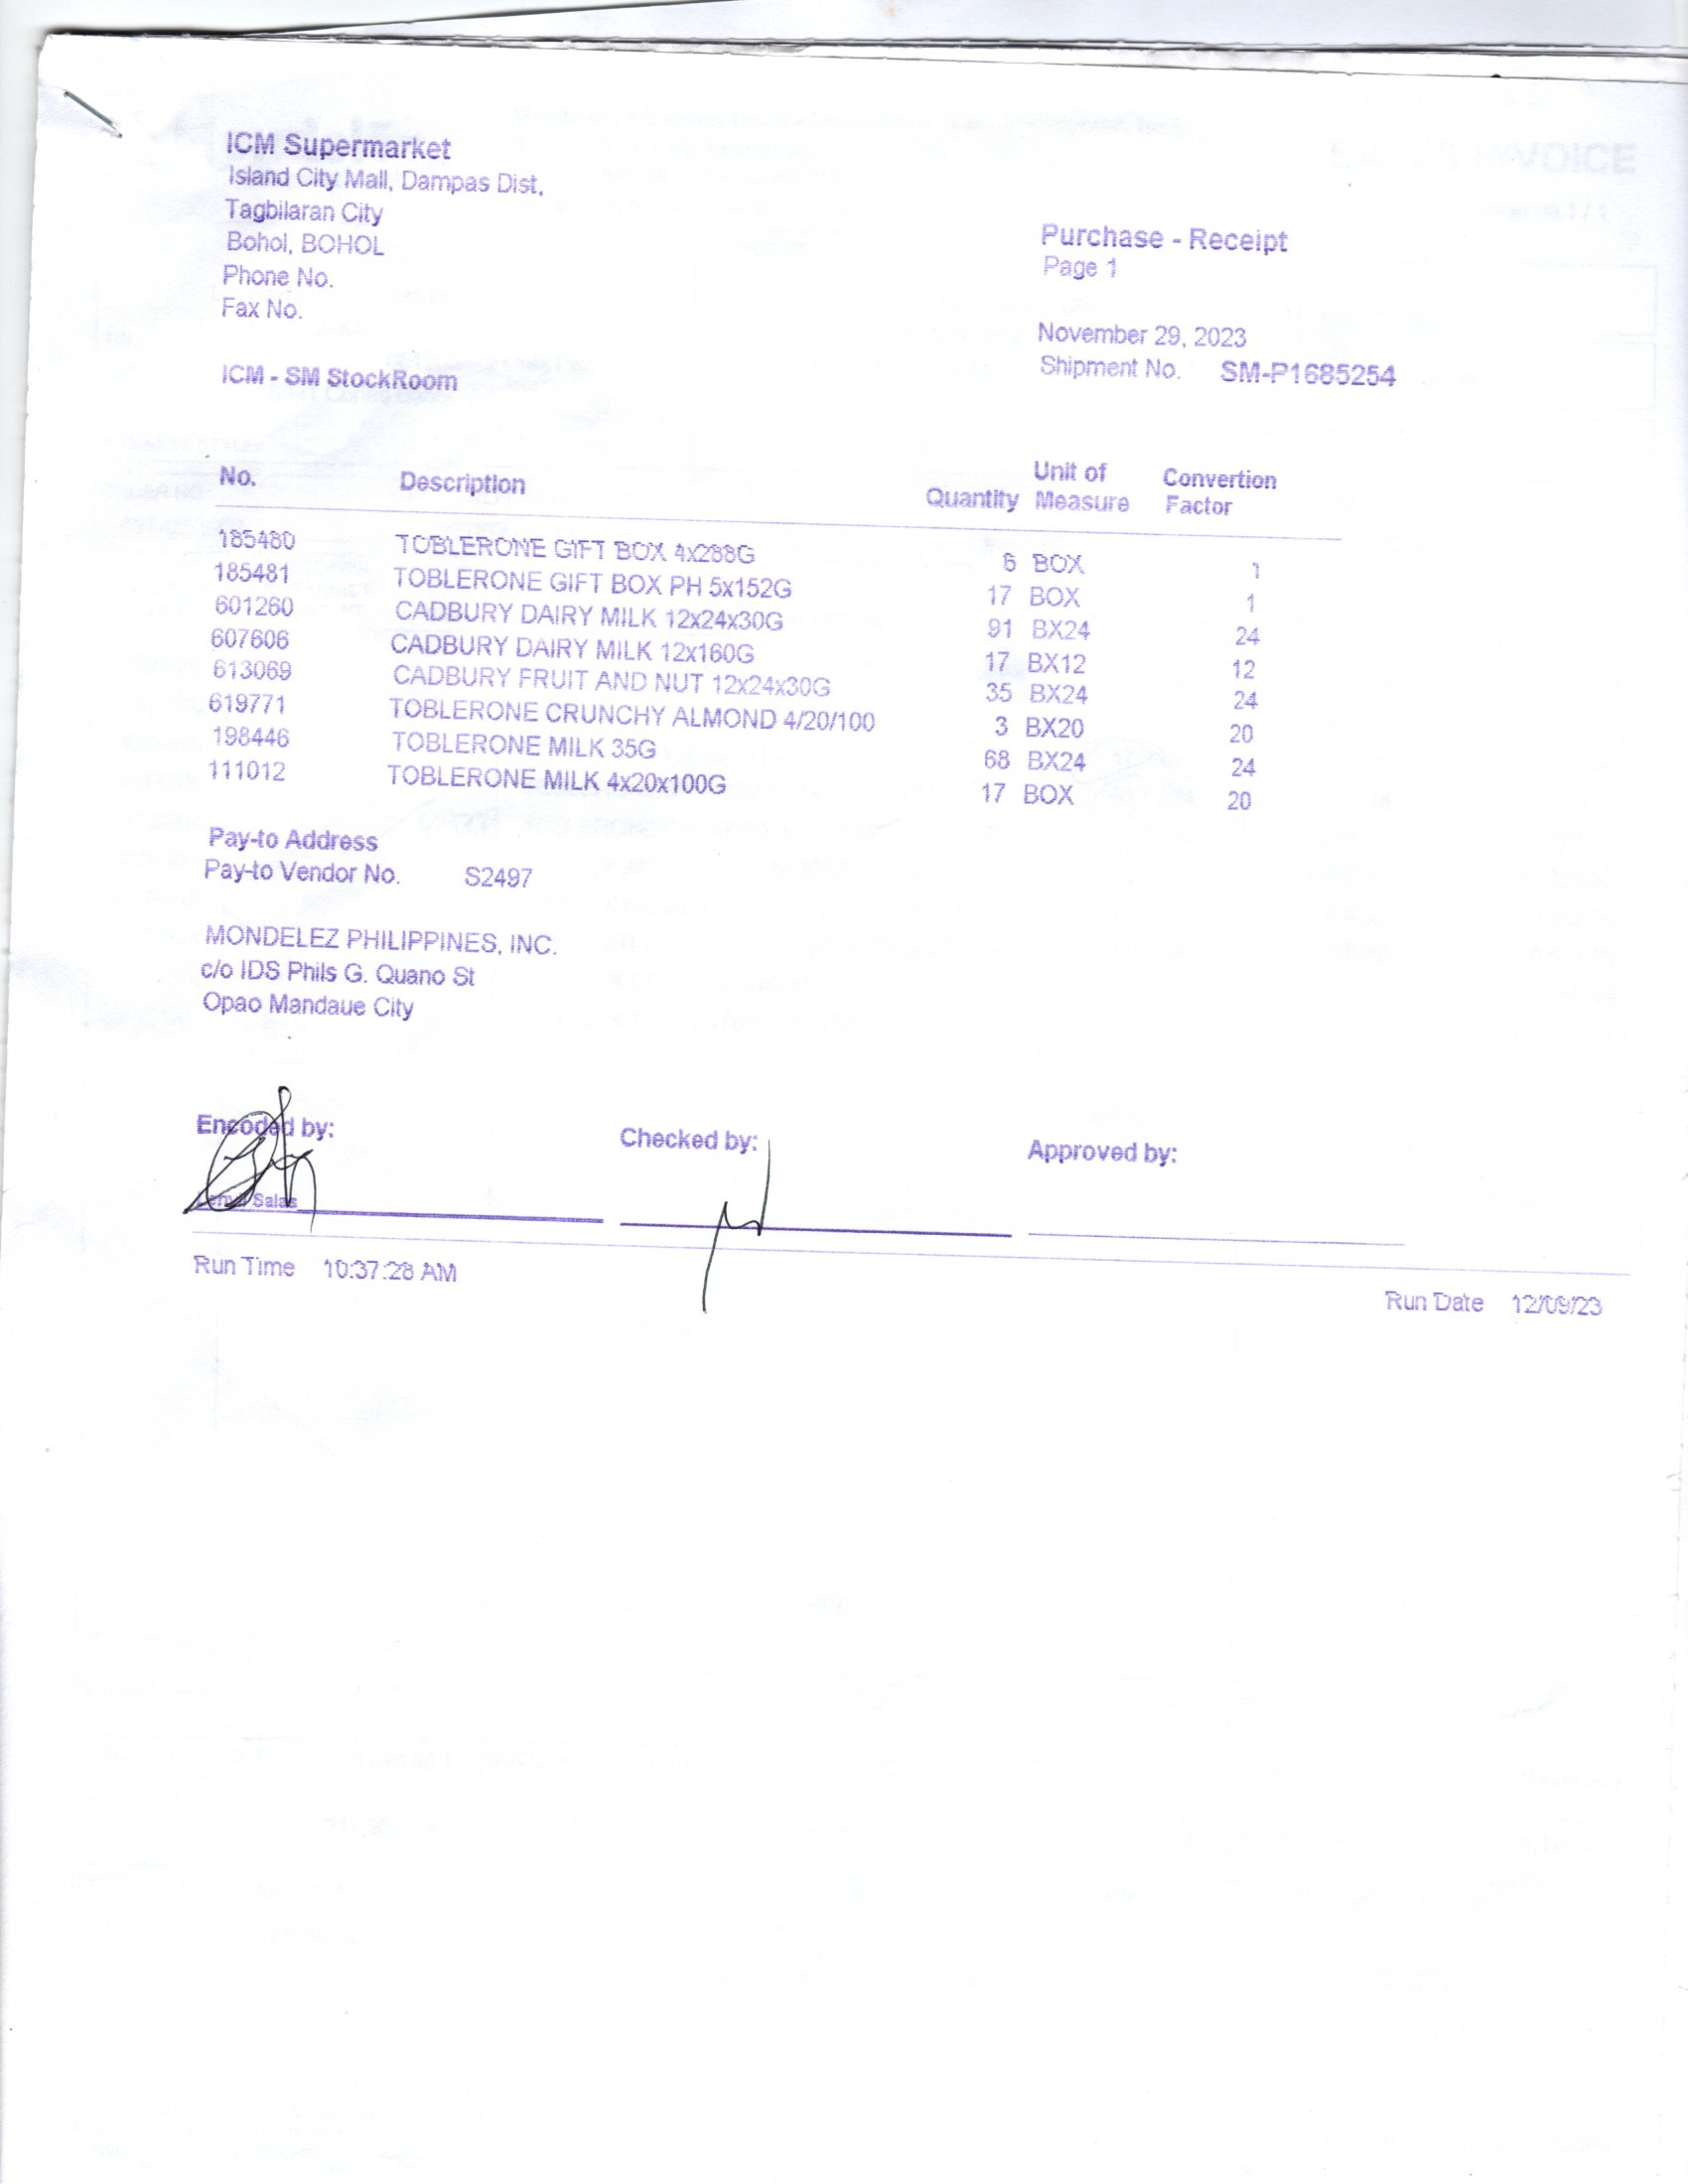 ICM Supermarket
Island City Mall, Dampas Dist,
Tagbilaran City
Bohol, BOHOL
Phone No.
Fax No.
Purchase - Receipt
Page 1
November 29, 2023
Shipment No. SM-P1685254
ICM - SM StockRoom
No. Description Quantity Unit of Measure Convertion Factor
185480 TOBLERONE GIFT BOX 4x288G 6 BOX 1
185481 TOBLERONE GIFT BOX PH 5x152G 17 BOX 1
601260 CADBURY DAIRY MILK 12x24x30G 91 BX24 24
607606 CADBURY DAIRY MILK 12x160G 17 BX12 12
613069 CADBURY FRUIT AND NUT 12x24x30G 35 BX24 24
619771 TOBLERONE CRUNCHY ALMOND 4/20/100 3 BX20 20
198446 TOBLERONE MILK 35G 68 BX24 24
111012 TOBLERONE MILK 4x20x100G 17 BOX 20
Pay-to Address
Pay-to Vendor No. S2497
MONDELEZ PHILIPPINES, INC.
c/o IDS Phils G. Quano St
Opao Mandaue City
Encoded by: Checked by: Approved by:
Salas
Run Time 10:37:28 AM
Run Date 12/09/23